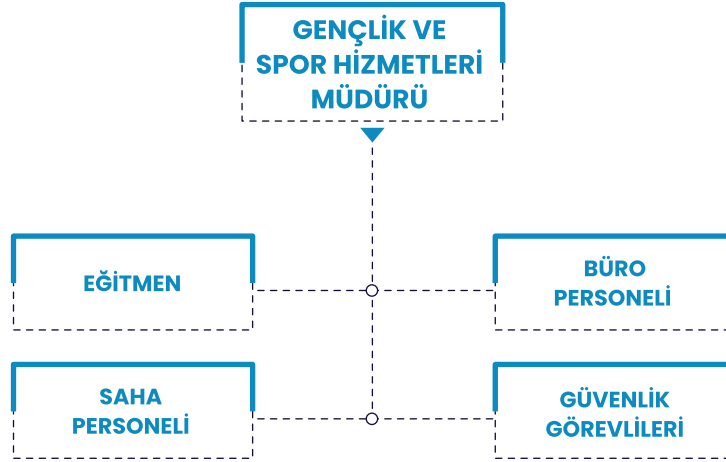 GENÇLİK VE
SPOR HİZMETLERİ
MÜDÜRÜ
EĞİTMEN
BÜRO
PERSONELİ
SAHA
PERSONELİ
GÜVENLİK
GÖREVLİLERİ